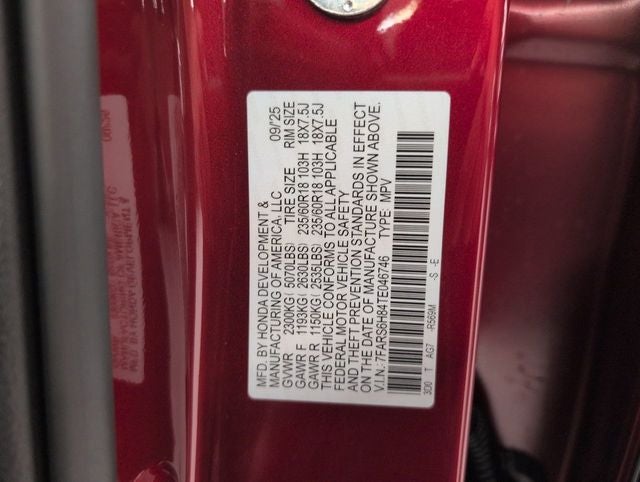 MFD. BY HONDA DEVELOPMENT &
MANUFACTURING OF AMERICA, LLC 09/'25
GVWR 2300KG( 5070LBS) TIRE SIZE RIM SIZE
GAWR F 1193KG( 2630LBS) 235/60R18 103H 18X7.5J
GAWR R 1150KG( 2535LBS) 235/60R18 103H 18X7.5J
THIS VEHICLE CONFORMS TO ALL APPLICABLE
FEDERAL MOTOR VEHICLE SAFETY
AND THEFT PREVENTION STANDARDS IN EFFECT
ON THE DATE OF MANUFACTURE SHOWN ABOVE.
V.I.N.:7FARS6H84TE046746 TYPE: MPV
3D0 T AG7 -R569M -S -E